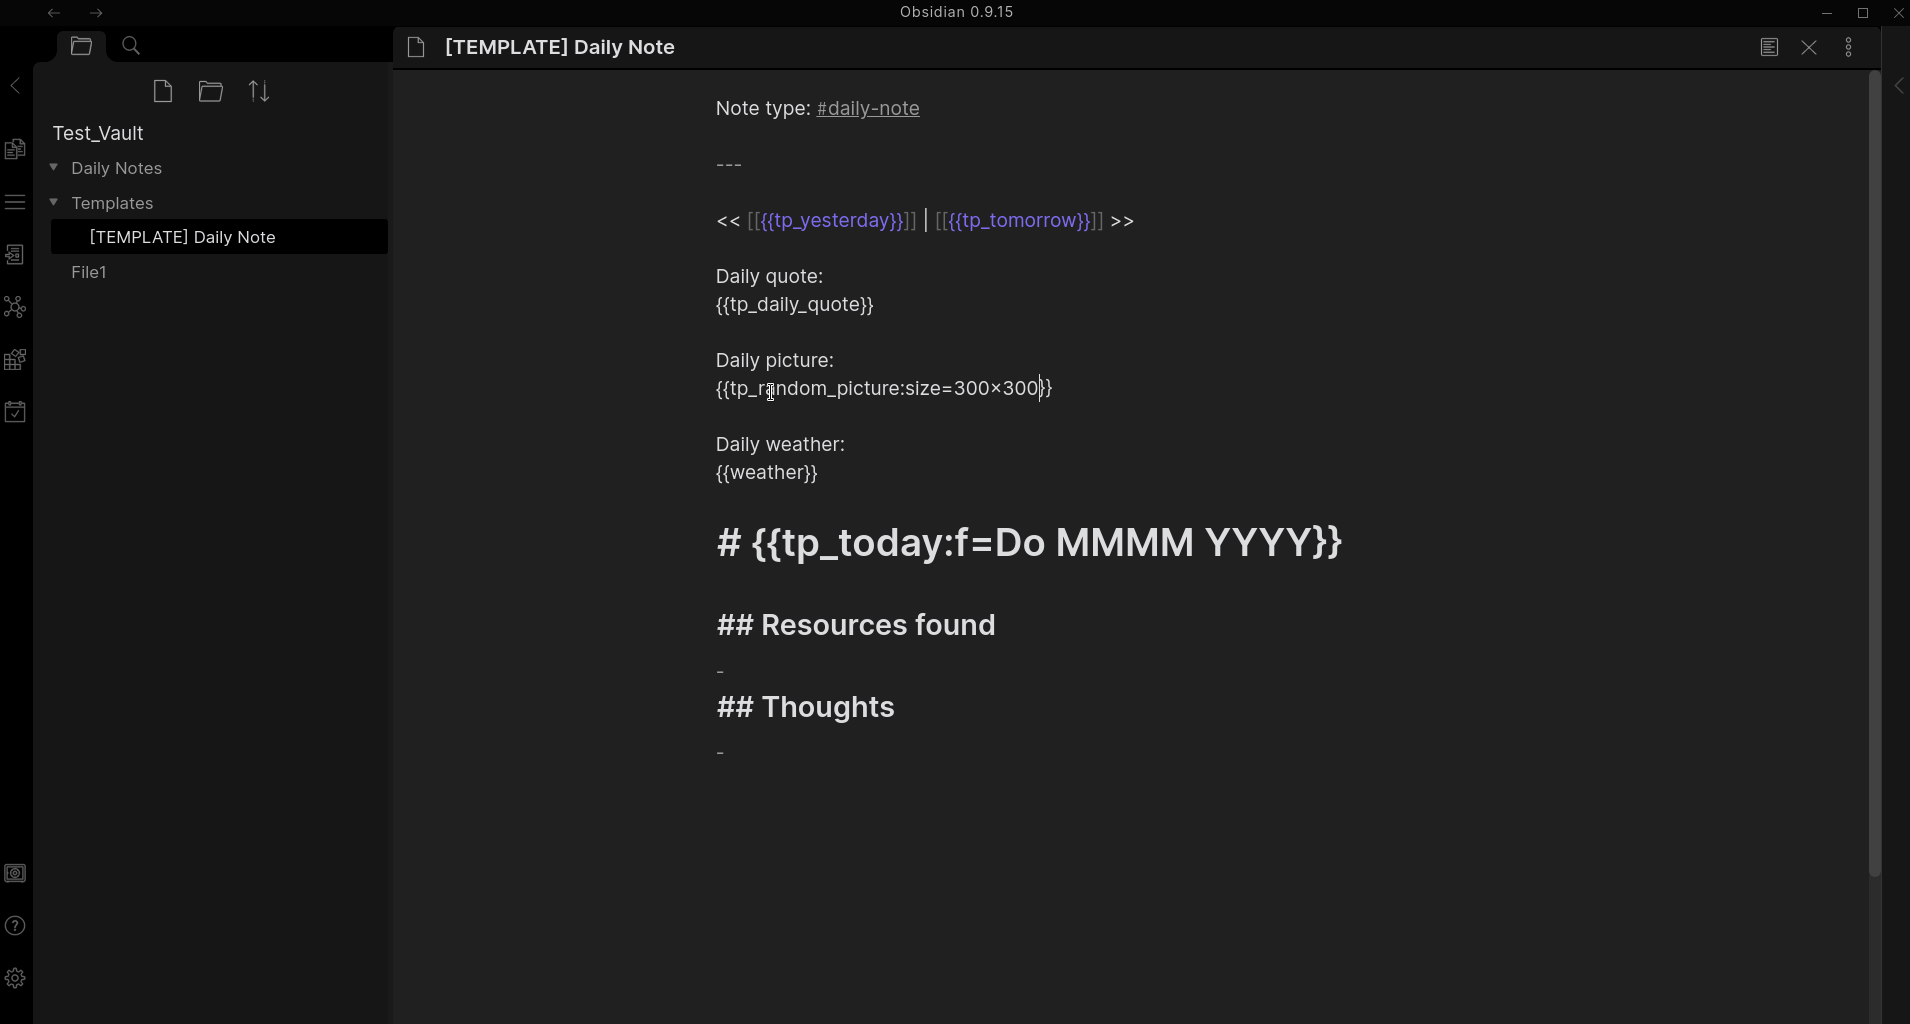 Obsidian 0.9.15
[TEMPLATE] Daily Note
Test_Vault
Daily Notes
Templates
[TEMPLATE] Daily Note
File1
Note type: #daily-note
---
<< [[{{tp_yesterday}}]] | [[{{tp_tomorrow}}]] >>
Daily quote:
{{tp_daily_quote}}
Daily picture:
{{tp_random_picture:size=300x300}}
Daily weather:
{{weather}}
# {{tp_today:f=Do MMMM YYYY}}
## Resources found
-
## Thoughts
-